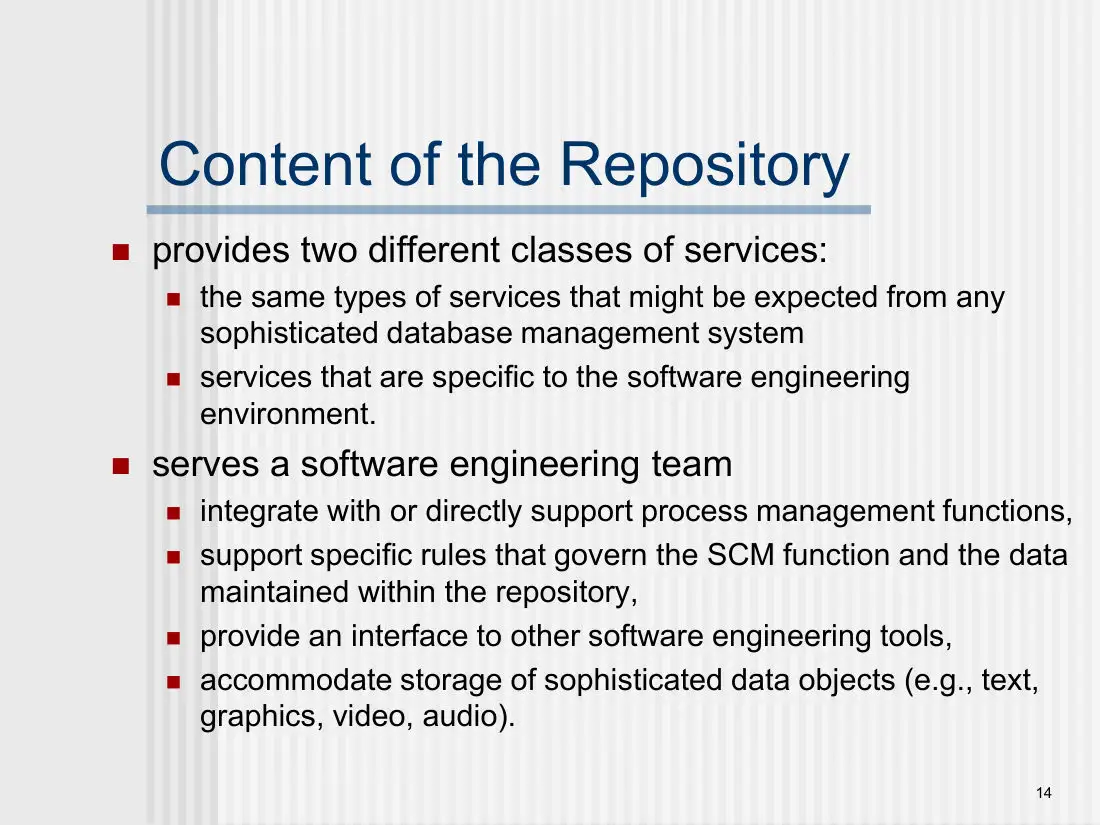 Content of the Repository
provides two different classes of services:
the same types of services that might be expected from any
sophisticated database management system
services that are specific to the software engineering
environment.
serves a software engineering team
integrate with or directly support process management functions,
support specific rules that govern the SCM function and the data
maintained within the repository,
provide an interface to other software engineering tools,
accommodate storage of sophisticated data objects (e.g., text,
graphics, video, audio).
14